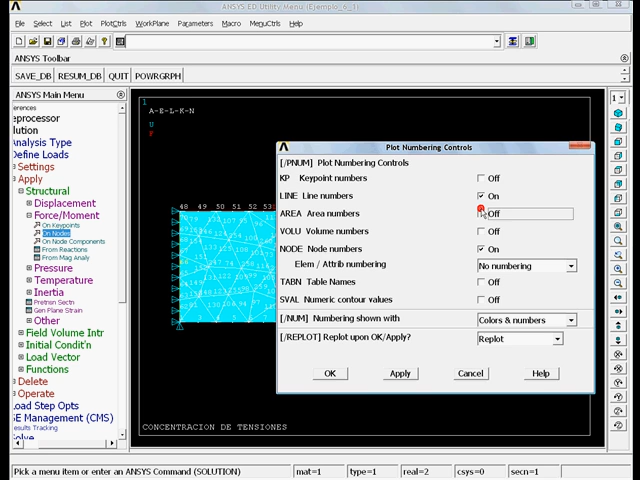 ANSYS ED Utility Menu (Ejemplo_6_1)
File Select List Plot PlotCtrls WorkPlane Parameters Macro MenuCtrls Help
ANSYS Toolbar
SAVE_DB RESUM_DB QUIT POWRGRPH
ANSYS Main Menu
erences
eprocessor
lution
Analysis Type
Define Loads
Settings
Apply
Structural
Displacement
Force/Moment
On Keypoints
On Nodes
On Node Components
From Reactions
From Mag Analy
Pressure
Temperature
Inertia
Pretnsn Sectn
Gen Plane Strain
Other
Field Volume Intr
Initial Condit'n
Load Vector
Functions
Delete
Operate
Load Step Opts
SE Management (CMS)
Results Tracking
Solve
1
A-E-L-K-N
U
F
48 49 50 51 52 53
CONCENTRACION DE TENSIONES
Plot Numbering Controls
[/PNUM] Plot Numbering Controls
KP Keypoint numbers Off
LINE Line numbers On
AREA Area numbers Off
VOLU Volume numbers Off
NODE Node numbers On
Elem / Attrib numbering No numbering
TABN Table Names Off
SVAL Numeric contour values Off
[/NUM] Numbering shown with Colors & numbers
[/REPLOT] Replot upon OK/Apply? Replot
OK Apply Cancel Help
1
Pick a menu item or enter an ANSYS Command (SOLUTION) mat=1 type=1 real=2 csys=0 secn=1